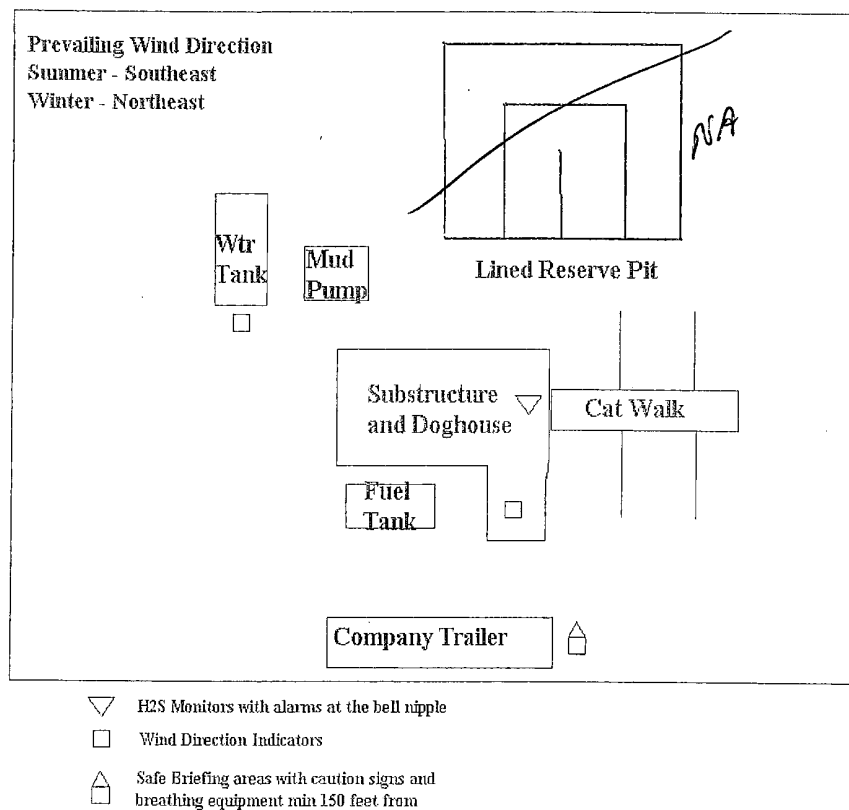 Prevailing Wind Direction
Summer - Southeast
Winter - Northeast
NA
Wtr
Tank
Mud
Pump
Lined Reserve Pit
Substructure
and Doghouse
Cat Walk
Fuel
Tank
Company Trailer
H2S Monitors with alarms at the bell nipple
Wind Direction Indicators
Safe Briefing areas with caution signs and
breathing equipment min 150 feet from